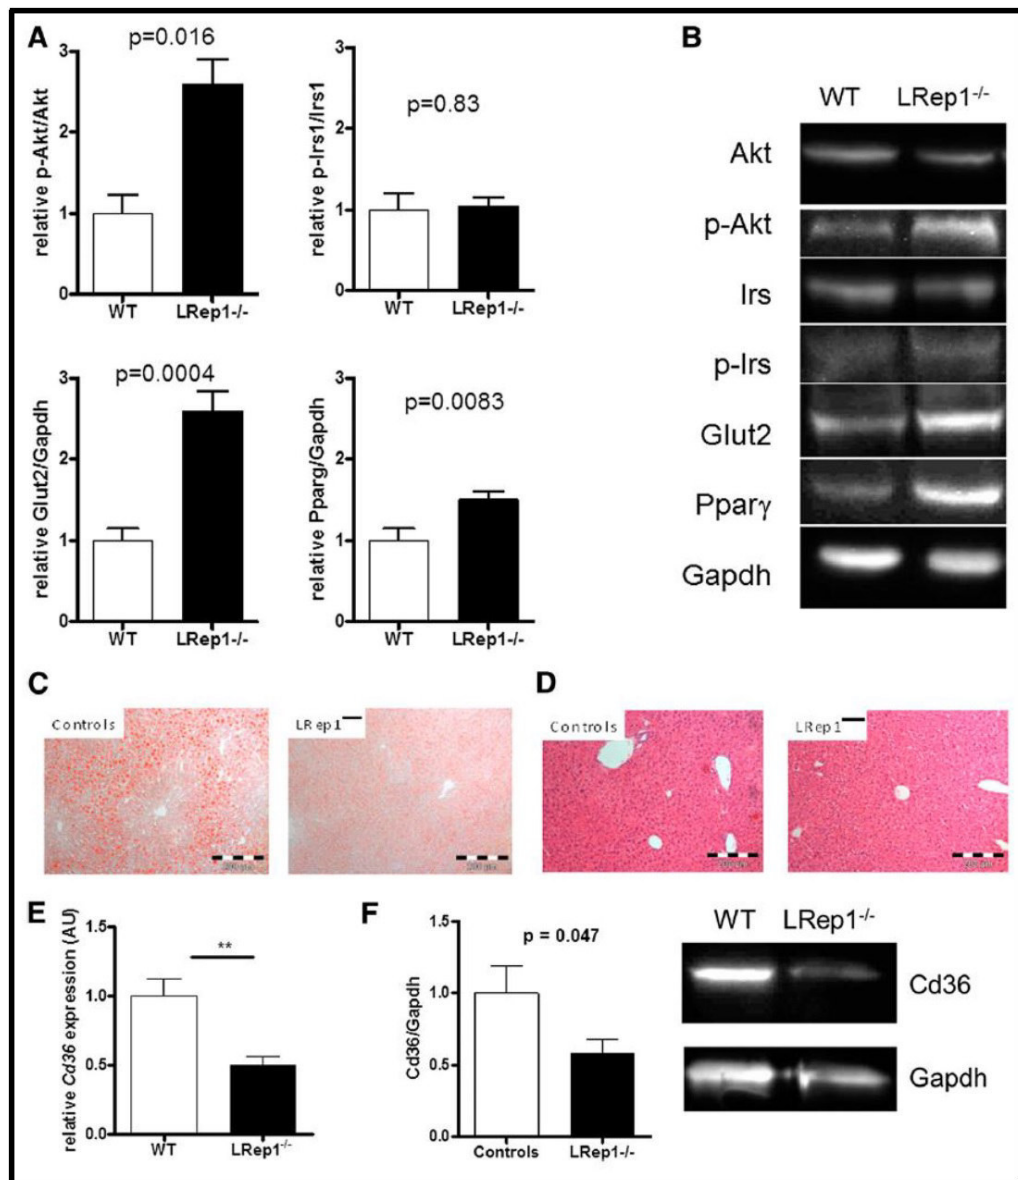 A
p=0.016
relative p-Akt/Akt
3
2
1
0
WT
LRep1-/-
p=0.83
relative p-Irs1/Irs1
3
2
1
0
WT
LRep1-/-
p=0.0004
relative Glut2/Gapdh
3
2
1
0
WT
LRep1-/-
p=0.0083
relative Pparg/Gapdh
3
2
1
0
WT
LRep1-/-
B
WT LRep1-/-
Akt
p-Akt
Irs
p-Irs
Glut2
Pparγ
Gapdh
C
Controls
LRep1
D
Controls
LRep1
E
relative Cd36 expression (AU)
1.5
1.0
0.5
0.0
**
WT
LRep1-/-
F
Cd36/Gapdh
1.5
1.0
0.5
0.0
p = 0.047
Controls
LRep1-/-
WT LRep1-/-
Cd36
Gapdh